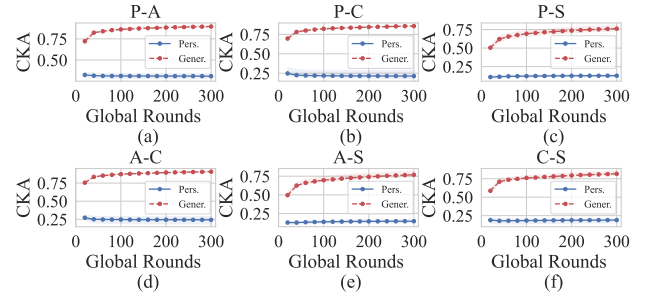 P-A
CKA
0.75
0.50
Pers.
Gener.
0 100 200 300
Global Rounds
(a)
P-C
CKA
0.75
0.50
0.25
Pers.
Gener.
0 100 200 300
Global Rounds
(b)
P-S
CKA
0.75
0.50
0.25
Pers.
Gener.
0 100 200 300
Global Rounds
(c)
A-C
CKA
0.75
0.50
0.25
Pers.
Gener.
0 100 200 300
Global Rounds
(d)
A-S
CKA
0.75
0.50
0.25
Pers.
Gener.
0 100 200 300
Global Rounds
(e)
C-S
CKA
0.75
0.50
0.25
Pers.
Gener.
0 100 200 300
Global Rounds
(f)